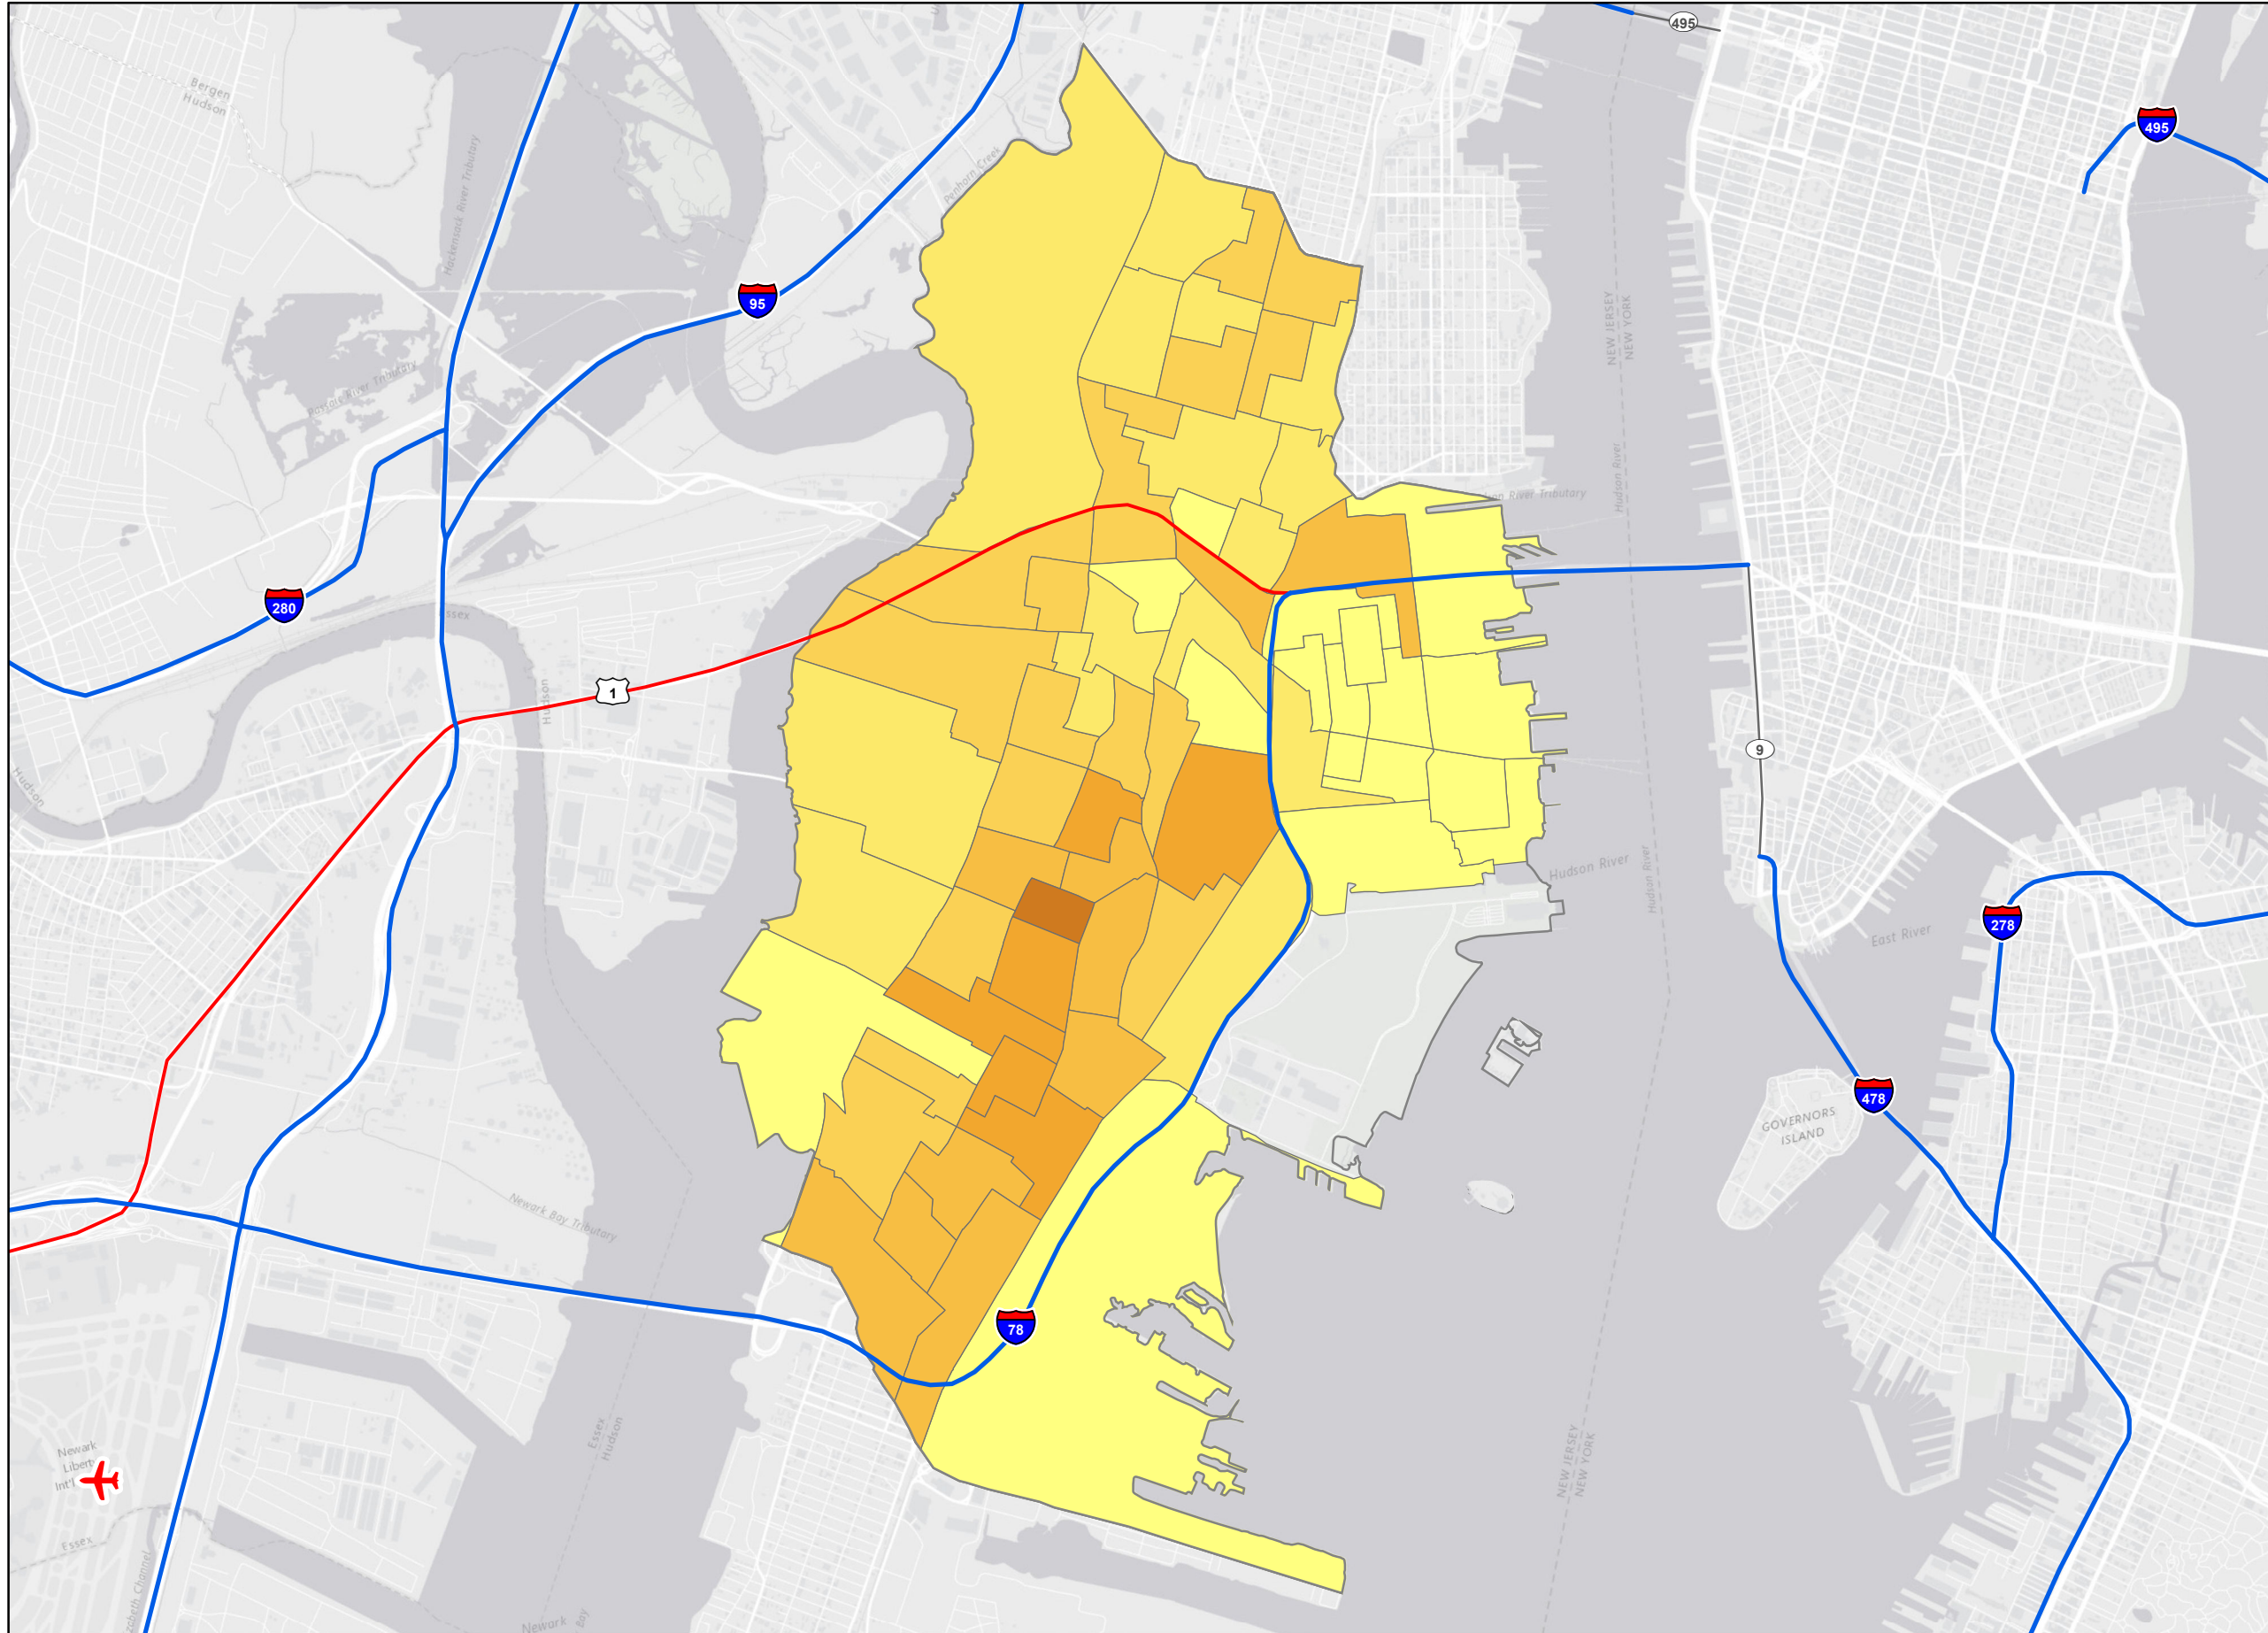 495
Bergen
Hudson
495
Hackensack River Tributary
Penhorn Creek
95
NEW JERSEY
NEW YORK
Passaic River Tributary
Hudson River
on River Tributary
280
Essex
1
Hudson
Hudson
9
Hudson River
Hudson River
278
East River
478
GOVERNORS
ISLAND
Newark Bay Tributary
78
Essex
Hudson
NEW JERSEY
NEW YORK
Newark
Libert
Int'l
Essex
Newark
Bay